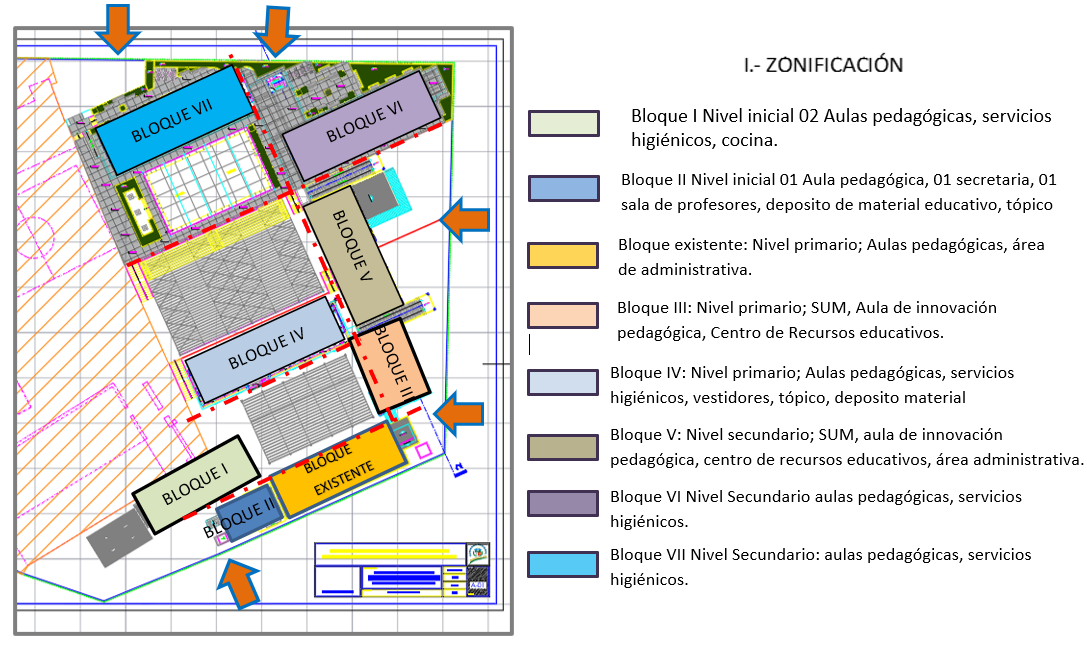 I.- ZONIFICACIÓN
Bloque I Nivel inicial 02 Aulas pedagógicas, servicios
higiénicos, cocina.
Bloque II Nivel inicial 01 Aula pedagógica, 01 secretaria, 01
sala de profesores, deposito de material educativo, tópico
Bloque existente: Nivel primario; Aulas pedagógicas, área
de administrativa.
Bloque III: Nivel primario; SUM, Aula de innovación
pedagógica, Centro de Recursos educativos.
Bloque IV: Nivel primario; Aulas pedagógicas, servicios
higiénicos, vestidores, tópico, deposito material
Bloque V: Nivel secundario; SUM, aula de innovación
pedagógica, centro de recursos educativos, área administrativa.
Bloque VI Nivel Secundario aulas pedagógicas, servicios
higiénicos.
Bloque VII Nivel Secundario: aulas pedagógicas, servicios
higiénicos.
BLOQUE VII
BLOQUE VI
BLOQUE V
BLOQUE IV
BLOQUE III
BLOQUE I
BLOQUE
EXISTENTE
BLOQUE II
A-01